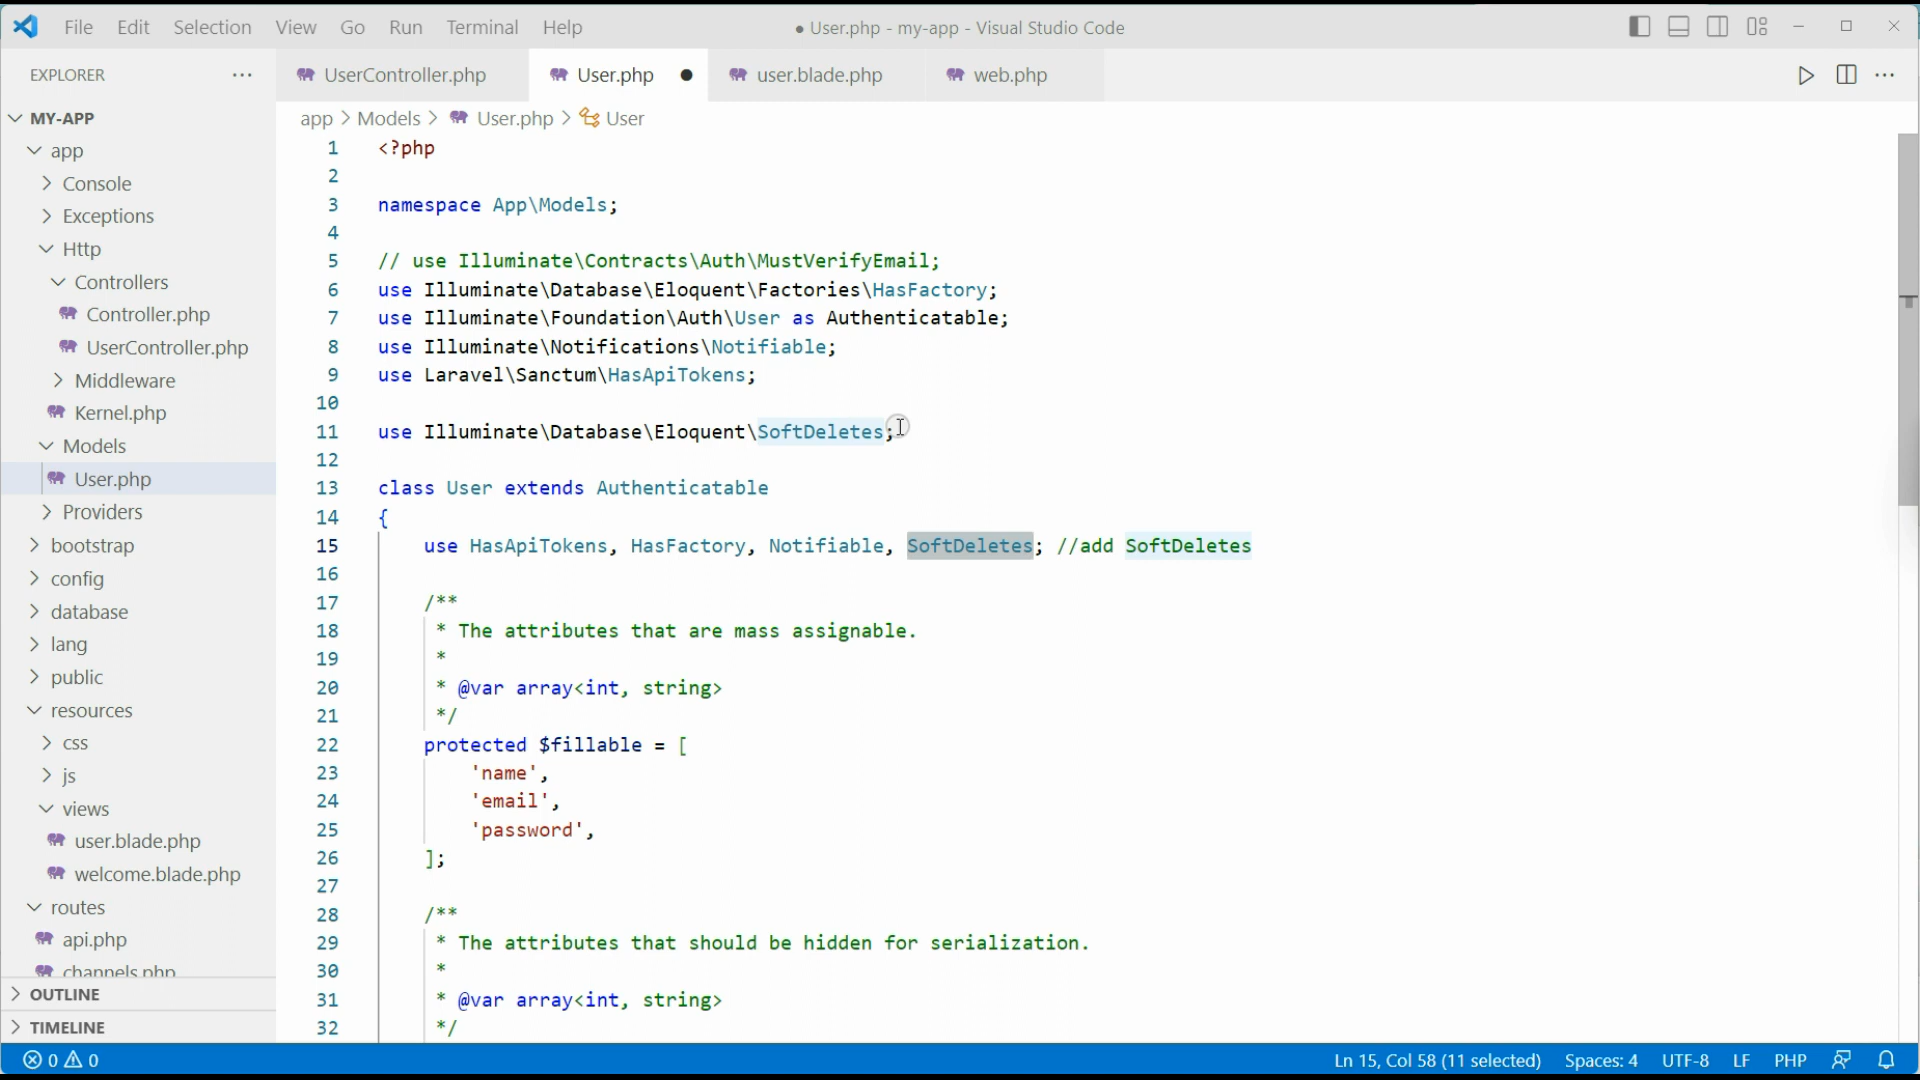 File Edit Selection View Go Run Terminal Help
● User.php - my-app - Visual Studio Code
EXPLORER
UserController.php
User.php
user.blade.php
web.php
MY-APP
app
Console
Exceptions
Http
Controllers
Controller.php
UserController.php
Middleware
Kernel.php
Models
User.php
Providers
bootstrap
config
database
lang
public
resources
css
js
views
user.blade.php
welcome.blade.php
routes
api.php
channels.php
OUTLINE
TIMELINE
app > Models > User.php > User
1 <?php
2
3 namespace App\Models;
4
5 // use Illuminate\Contracts\Auth\MustVerifyEmail;
6 use Illuminate\Database\Eloquent\Factories\HasFactory;
7 use Illuminate\Foundation\Auth\User as Authenticatable;
8 use Illuminate\Notifications\Notifiable;
9 use Laravel\Sanctum\HasApiTokens;
10
11 use Illuminate\Database\Eloquent\SoftDeletes;
12
13 class User extends Authenticatable
14 {
15 use HasApiTokens, HasFactory, Notifiable, SoftDeletes; //add SoftDeletes
16
17 /**
18 * The attributes that are mass assignable.
19 *
20 * @var array<int, string>
21 */
22 protected $fillable = [
23 'name',
24 'email',
25 'password',
26 ];
27
28 /**
29 * The attributes that should be hidden for serialization.
30 *
31 * @var array<int, string>
32 */
0 0
Ln 15, Col 58 (11 selected) Spaces: 4 UTF-8 LF PHP